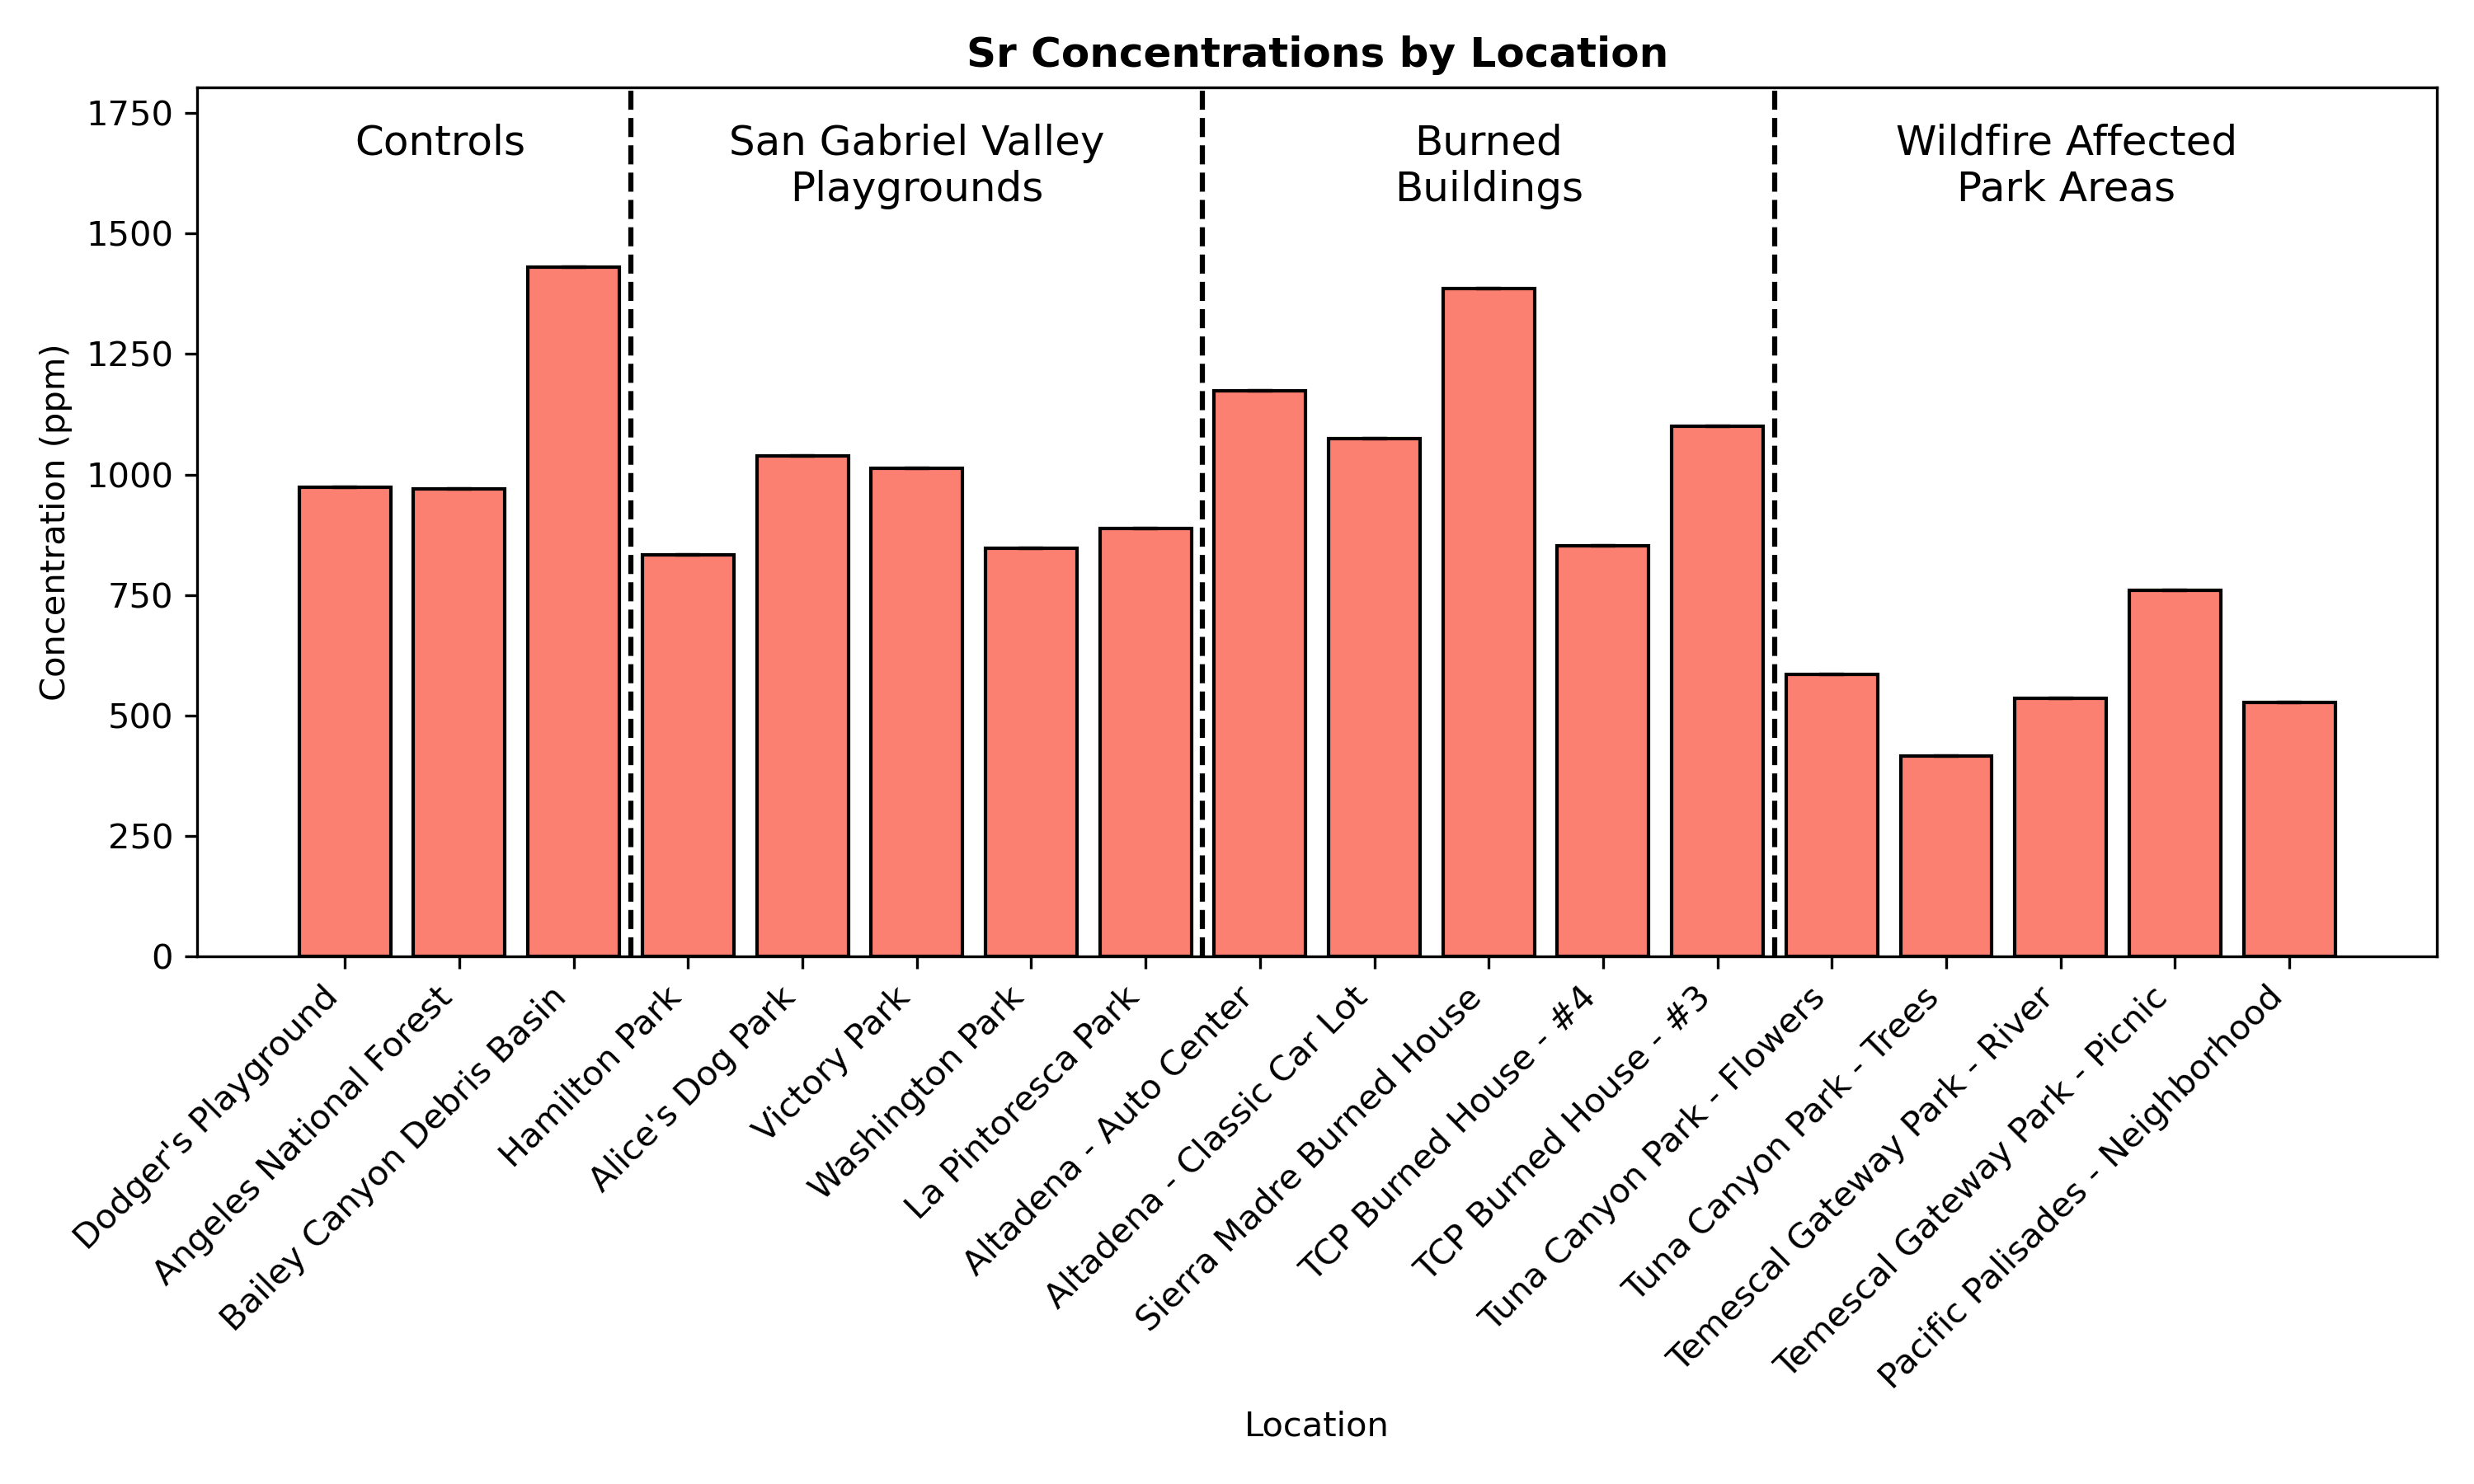 Sr Concentrations by Location
Controls
San Gabriel Valley
Playgrounds
Burned
Buildings
Wildfire Affected
Park Areas
Concentration (ppm)
1750
1500
1250
1000
750
500
250
0
Dodger's Playground
Angeles National Forest
Bailey Canyon Debris Basin
Hamilton Park
Alice's Dog Park
Victory Park
Washington Park
La Pintoresca Park
Altadena - Auto Center
Altadena - Classic Car Lot
Sierra Madre Burned House
TCP Burned House - #4
TCP Burned House - #3
Tuna Canyon Park - Flowers
Tuna Canyon Park - Trees
Temescal Gateway Park - River
Temescal Gateway Park - Picnic
Pacific Palisades - Neighborhood
Location